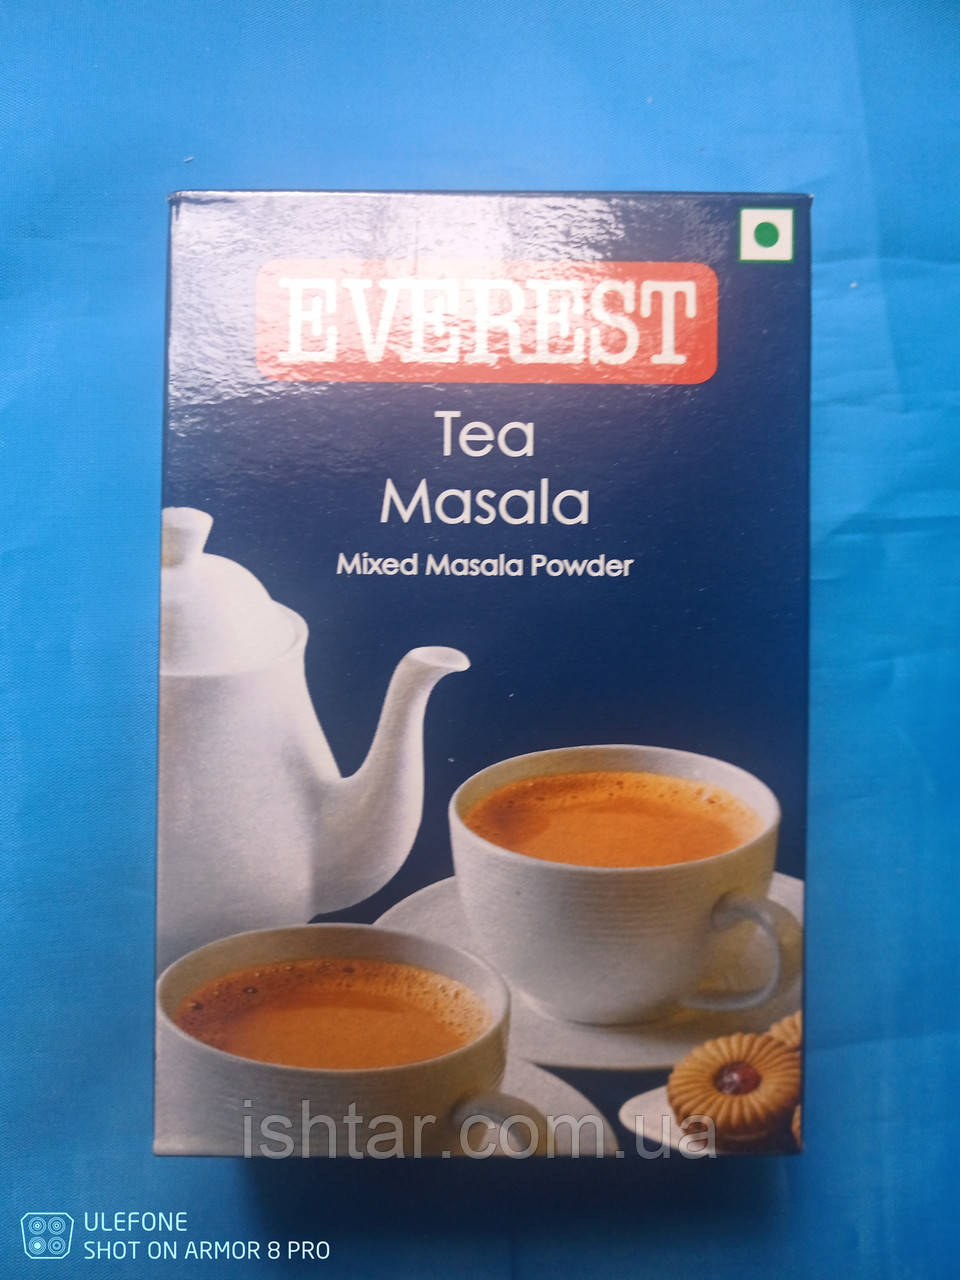 EVEREST
Tea
Masala
Mixed Masala Powder
ishtar.com.ua
ULEFONE
SHOT ON ARMOR 8 PRO